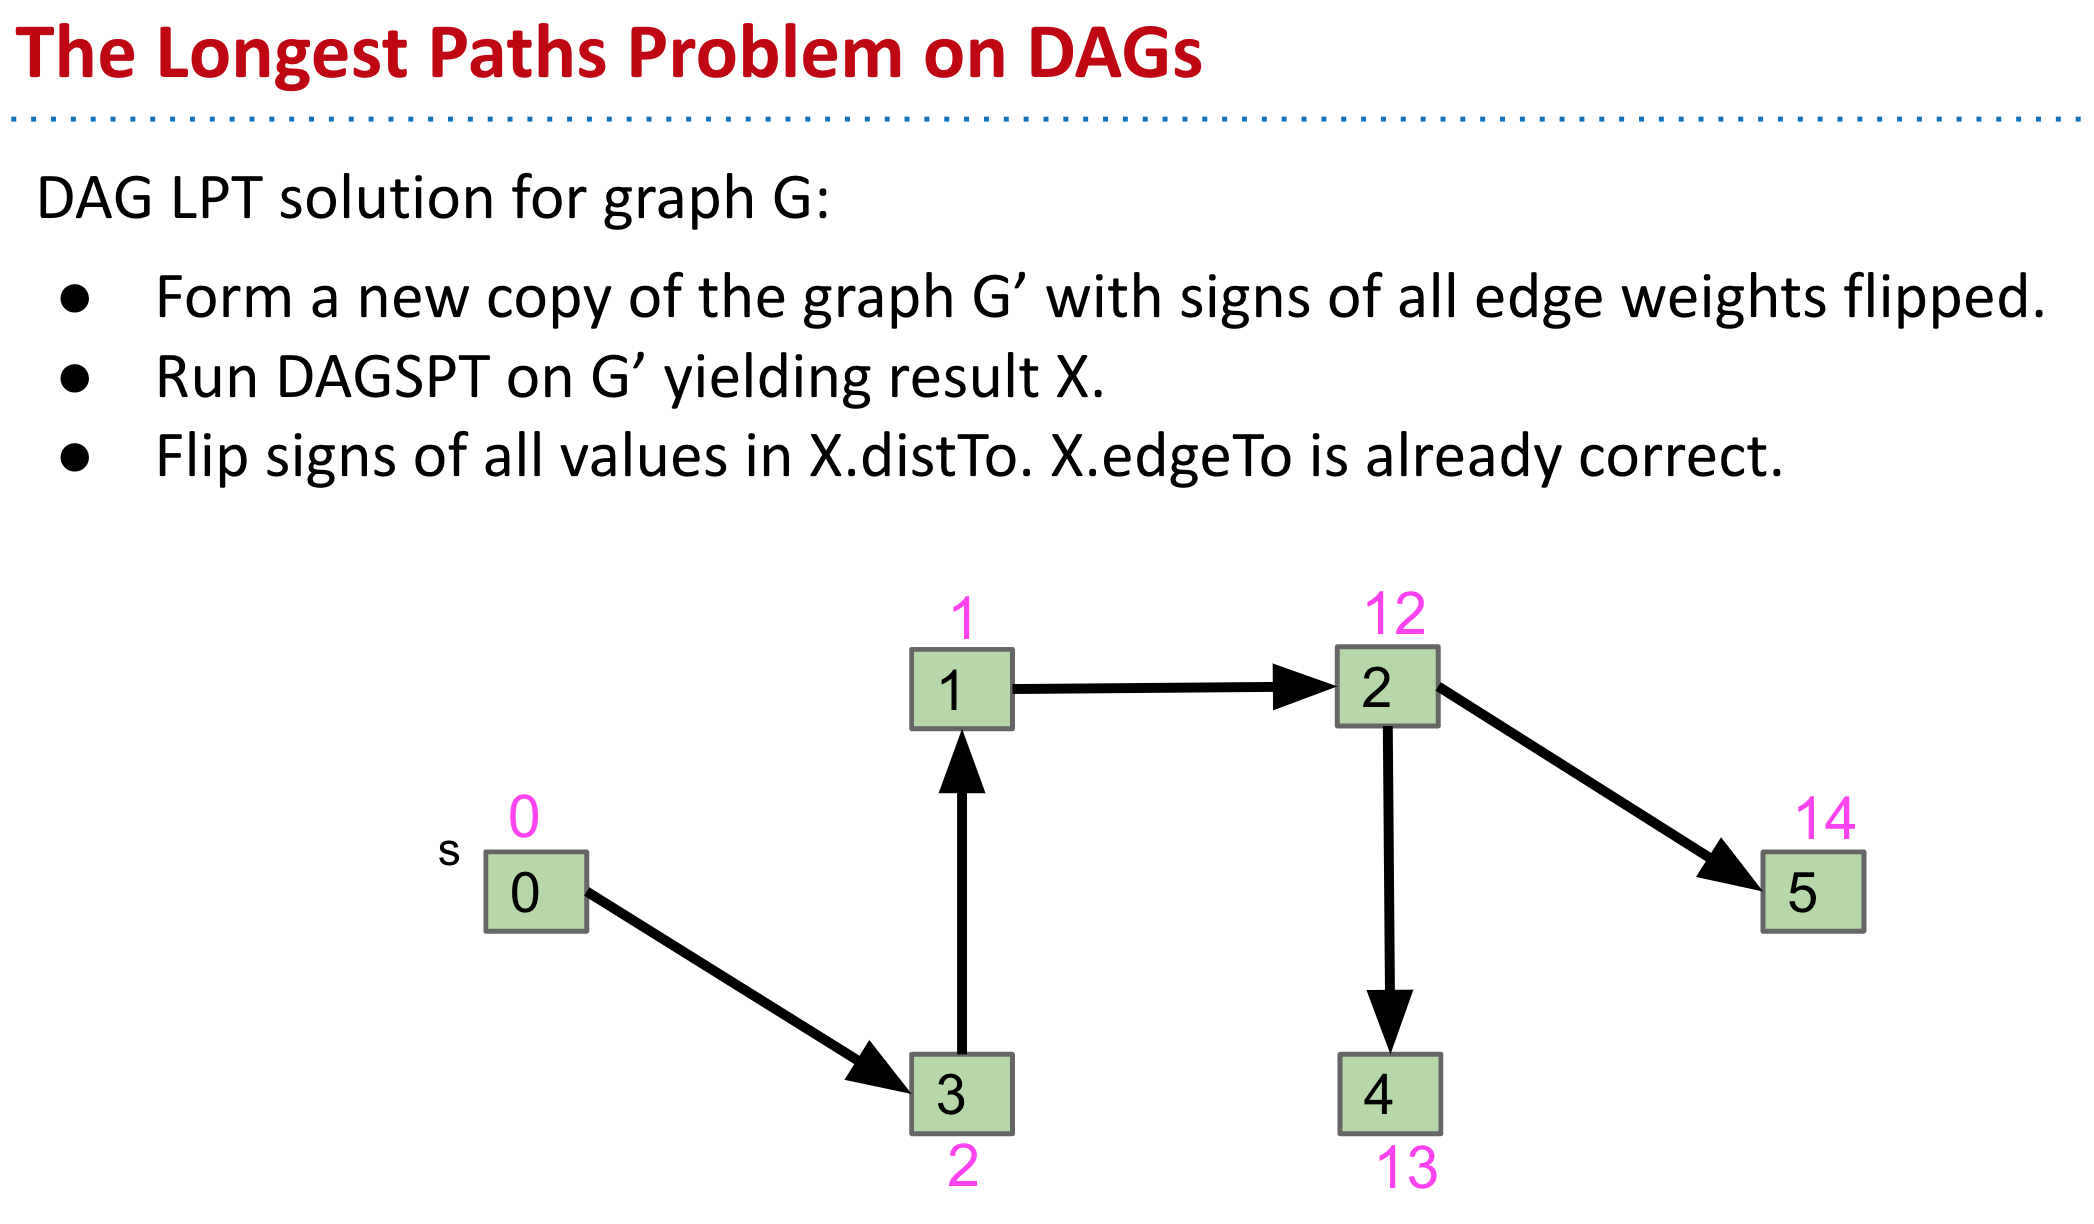 The Longest Paths Problem on DAGs
DAG LPT solution for graph G:
● Form a new copy of the graph G’ with signs of all edge weights flipped.
● Run DAGSPT on G’ yielding result X.
● Flip signs of all values in X.distTo. X.edgeTo is already correct.
1
12
1
2
0
14
s
0
5
3
4
2
13